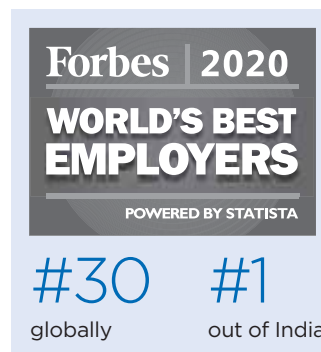 Forbes 2020
WORLD'S BEST
EMPLOYERS
POWERED BY STATISTA
#30 #1
globally out of India